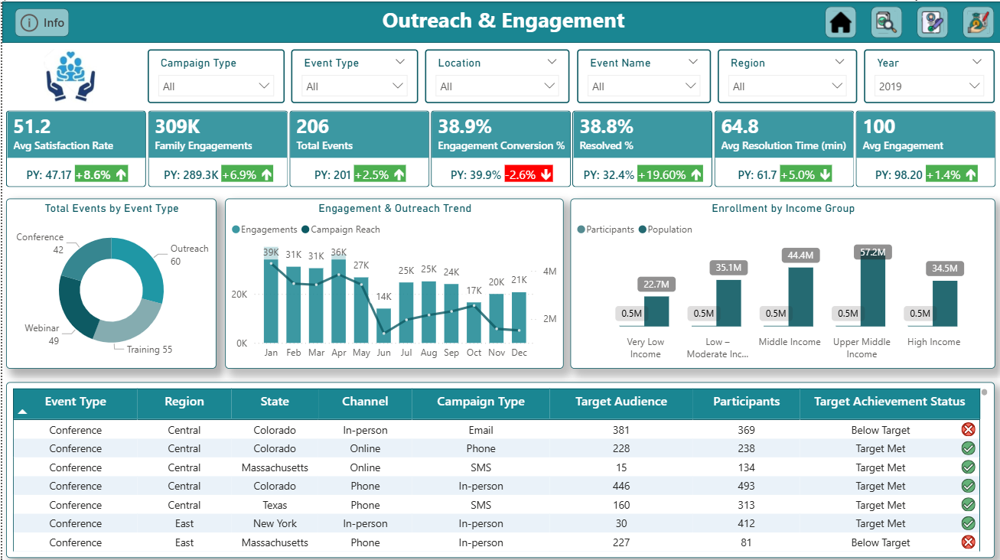 Info
Outreach & Engagement
Campaign Type
All
Event Type
All
Location
All
Event Name
All
Region
All
Year
2019
51.2
Avg Satisfaction Rate
PY: 47.17 +8.6%
309K
Family Engagements
PY: 289.3K +6.9%
206
Total Events
PY: 201 +2.5%
38.9%
Engagement Conversion %
PY: 39.9% -2.6%
38.8%
Resolved %
PY: 32.4% +19.60%
64.8
Avg Resolution Time (min)
PY: 61.7 +5.0%
100
Avg Engagement
PY: 98.20 +1.4%
Total Events by Event Type
Conference
42
Outreach
60
Webinar
49
Training 55
Engagement & Outreach Trend
Engagements Campaign Reach
39K 31K 31K 36K 27K 14K 25K 25K 24K 17K 20K 21K
4M
20K
2M
0K
Jan Feb Mar Apr May Jun Jul Aug Sep Oct Nov Dec
Enrollment by Income Group
Participants Population
22.7M 35.1M 44.4M 57.2M 34.5M
0.5M 0.5M 0.5M 0.5M 0.5M
Very Low
Income
Low –
Moderate Inc...
Middle Income
Upper Middle
Income
High Income
Event Type Region State Channel Campaign Type Target Audience Participants Target Achievement Status
Conference Central Colorado In-person Email 381 369 Below Target
Conference Central Colorado Online Phone 228 238 Target Met
Conference Central Massachusetts Online SMS 15 134 Target Met
Conference Central Colorado Phone In-person 446 493 Target Met
Conference Central Texas Phone SMS 160 313 Target Met
Conference East New York In-person In-person 30 412 Target Met
Conference East Massachusetts Phone In-person 227 81 Below Target